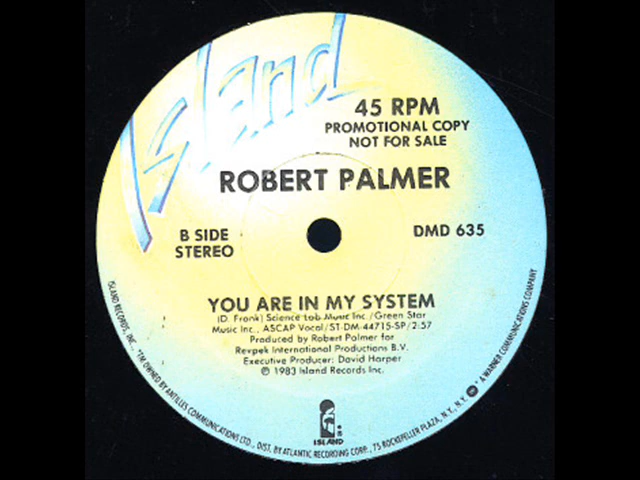 Island
45 RPM
PROMOTIONAL COPY
NOT FOR SALE
ROBERT PALMER
B SIDE
STEREO
DMD 635
YOU ARE IN MY SYSTEM
(D. Frank) Science Lab Music Inc./Green Star
Music Inc., ASCAP Vocal/ST-DM-44715-SP/2:57
Produced by Robert Palmer for
Revpek International Productions B.V.
Executive Producer: David Harper
℗ 1983 Island Records Inc.
ISLAND ®
ISLAND RECORDS, INC. - TM OWNED BY ANTILLES COMMUNICATIONS LTD., DIST. BY ATLANTIC RECORDING CORP., 75 ROCKEFELLER PLAZA, N.Y., N.Y. A WARNER COMMUNICATIONS COMPANY